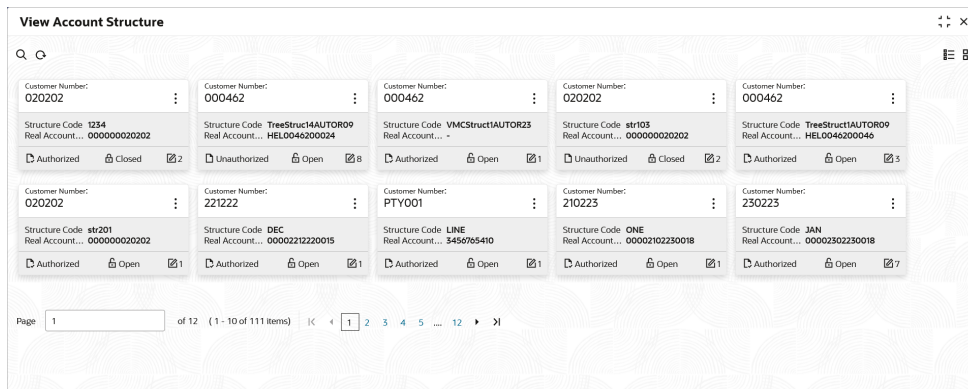 View Account Structure
Customer Number:
020202
Structure Code 1234
Real Account... 000000020202
Authorized Closed 2
Customer Number:
000462
Structure Code TreeStruc14AUTOR09
Real Account... HEL0046200024
Unauthorized Open 8
Customer Number:
000462
Structure Code VMCStruct1AUTOR23
Real Account... -
Authorized Open 1
Customer Number:
020202
Structure Code str103
Real Account... 000000020202
Unauthorized Closed 2
Customer Number:
000462
Structure Code TreeStruct1AUTOR09
Real Account... HEL0046200046
Authorized Open 3
Customer Number:
020202
Structure Code str201
Real Account... 000000020202
Authorized Open 1
Customer Number:
221222
Structure Code DEC
Real Account... 00002212220015
Authorized Open 1
Customer Number:
PTY001
Structure Code LINE
Real Account... 3456765410
Authorized Open 1
Customer Number:
210223
Structure Code ONE
Real Account... 00002102230018
Authorized Open 1
Customer Number:
230223
Structure Code JAN
Real Account... 00002302230018
Authorized Open 7
Page 1 of 12 (1 - 10 of 111 items) 1 2 3 4 5 .... 12